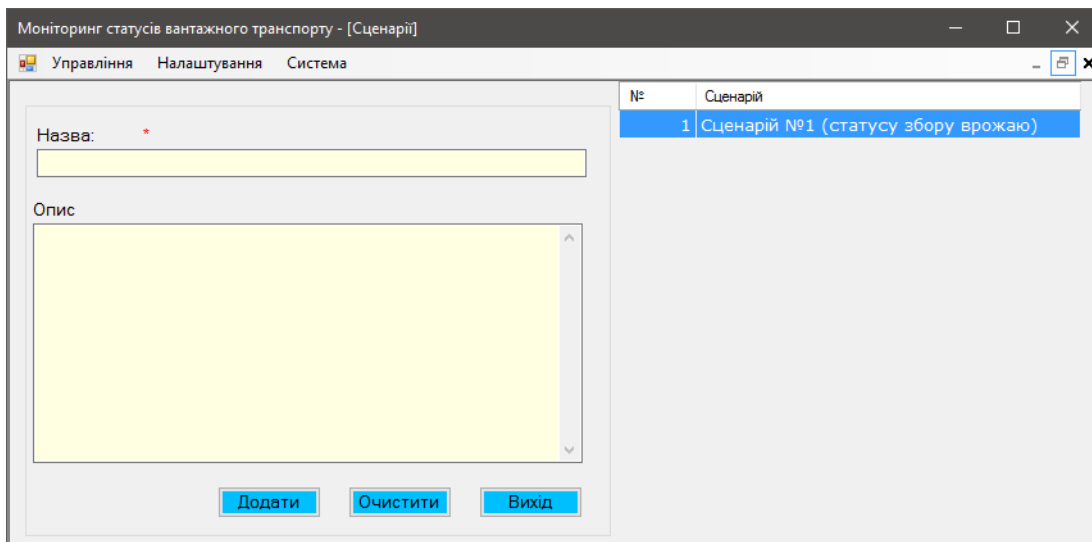 Моніторинг статусів вантажного транспорту - [Сценарії]
Управління Налаштування Система
№ Сценарій
1 Сценарій №1 (статусу збору врожаю)
Назва: *
Опис
Додати Очистити Вихід